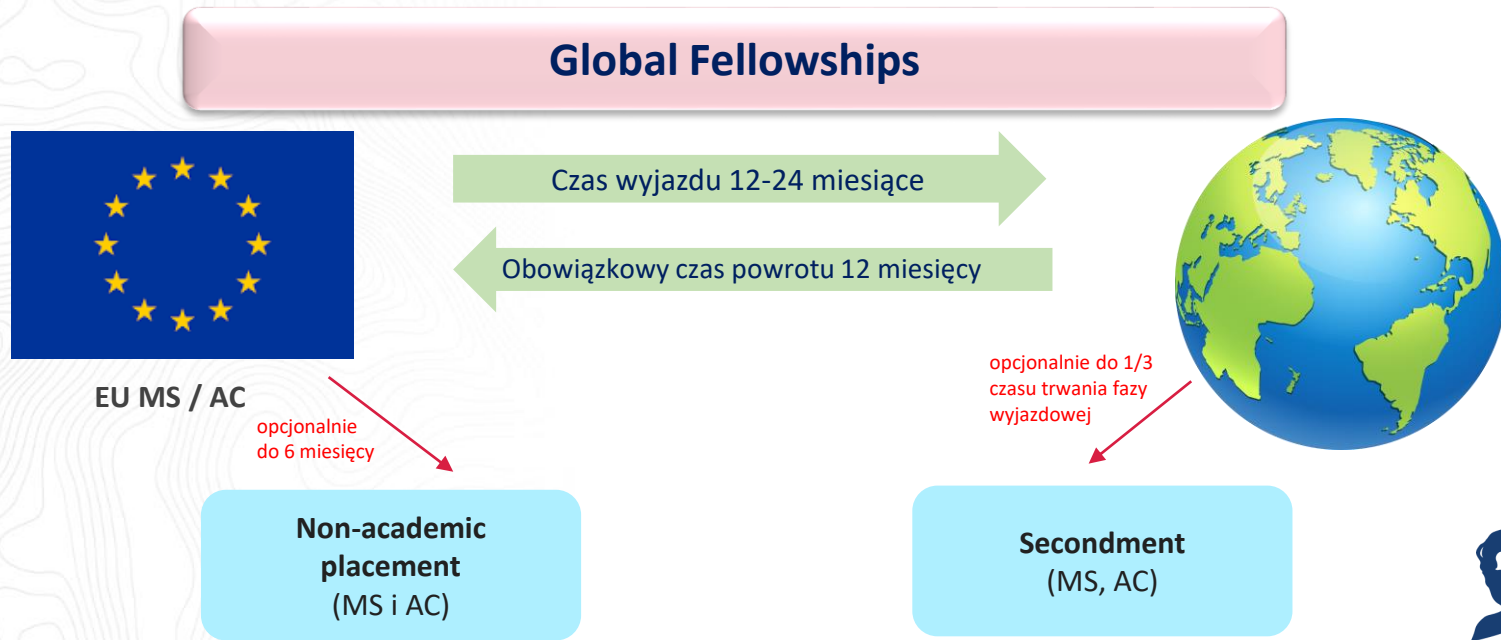 Global Fellowships
Czas wyjazdu 12-24 miesiące
Obowiązkowy czas powrotu 12 miesięcy
EU MS / AC
opcjonalnie
do 6 miesięcy
opcjonalnie do 1/3
czasu trwania fazy
wyjazdowej
Non-academic
placement
(MS i AC)
Secondment
(MS, AC)